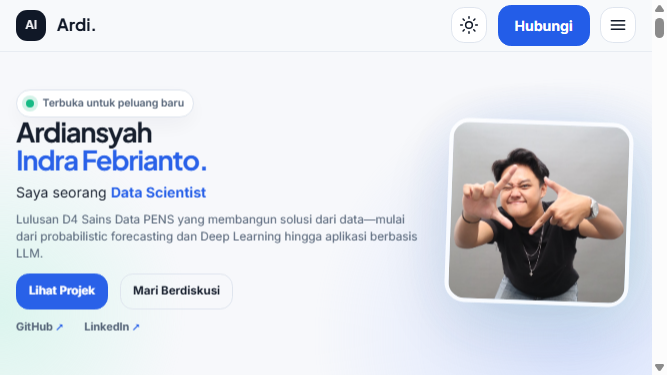 AI
Ardi.
Hubungi
Terbuka untuk peluang baru
Ardiansyah
Indra Febrianto.
Saya seorang Data Scientist
Lulusan D4 Sains Data PENS yang membangun solusi dari data—mulai
dari probabilistic forecasting dan Deep Learning hingga aplikasi berbasis
LLM.
Lihat Projek
Mari Berdiskusi
GitHub ↗
LinkedIn ↗